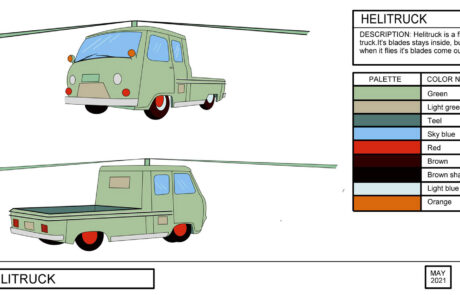 HELITRUCK
DESCRIPTION: Helitruck is a f
truck.It's blades stays inside, bu
when it flies it's blades come ou
PALETTE COLOR N
Green
Light gree
Teel
Sky blue
Red
Brown
Brown sha
Light blue
Orange
LITRUCK
MAY
2021